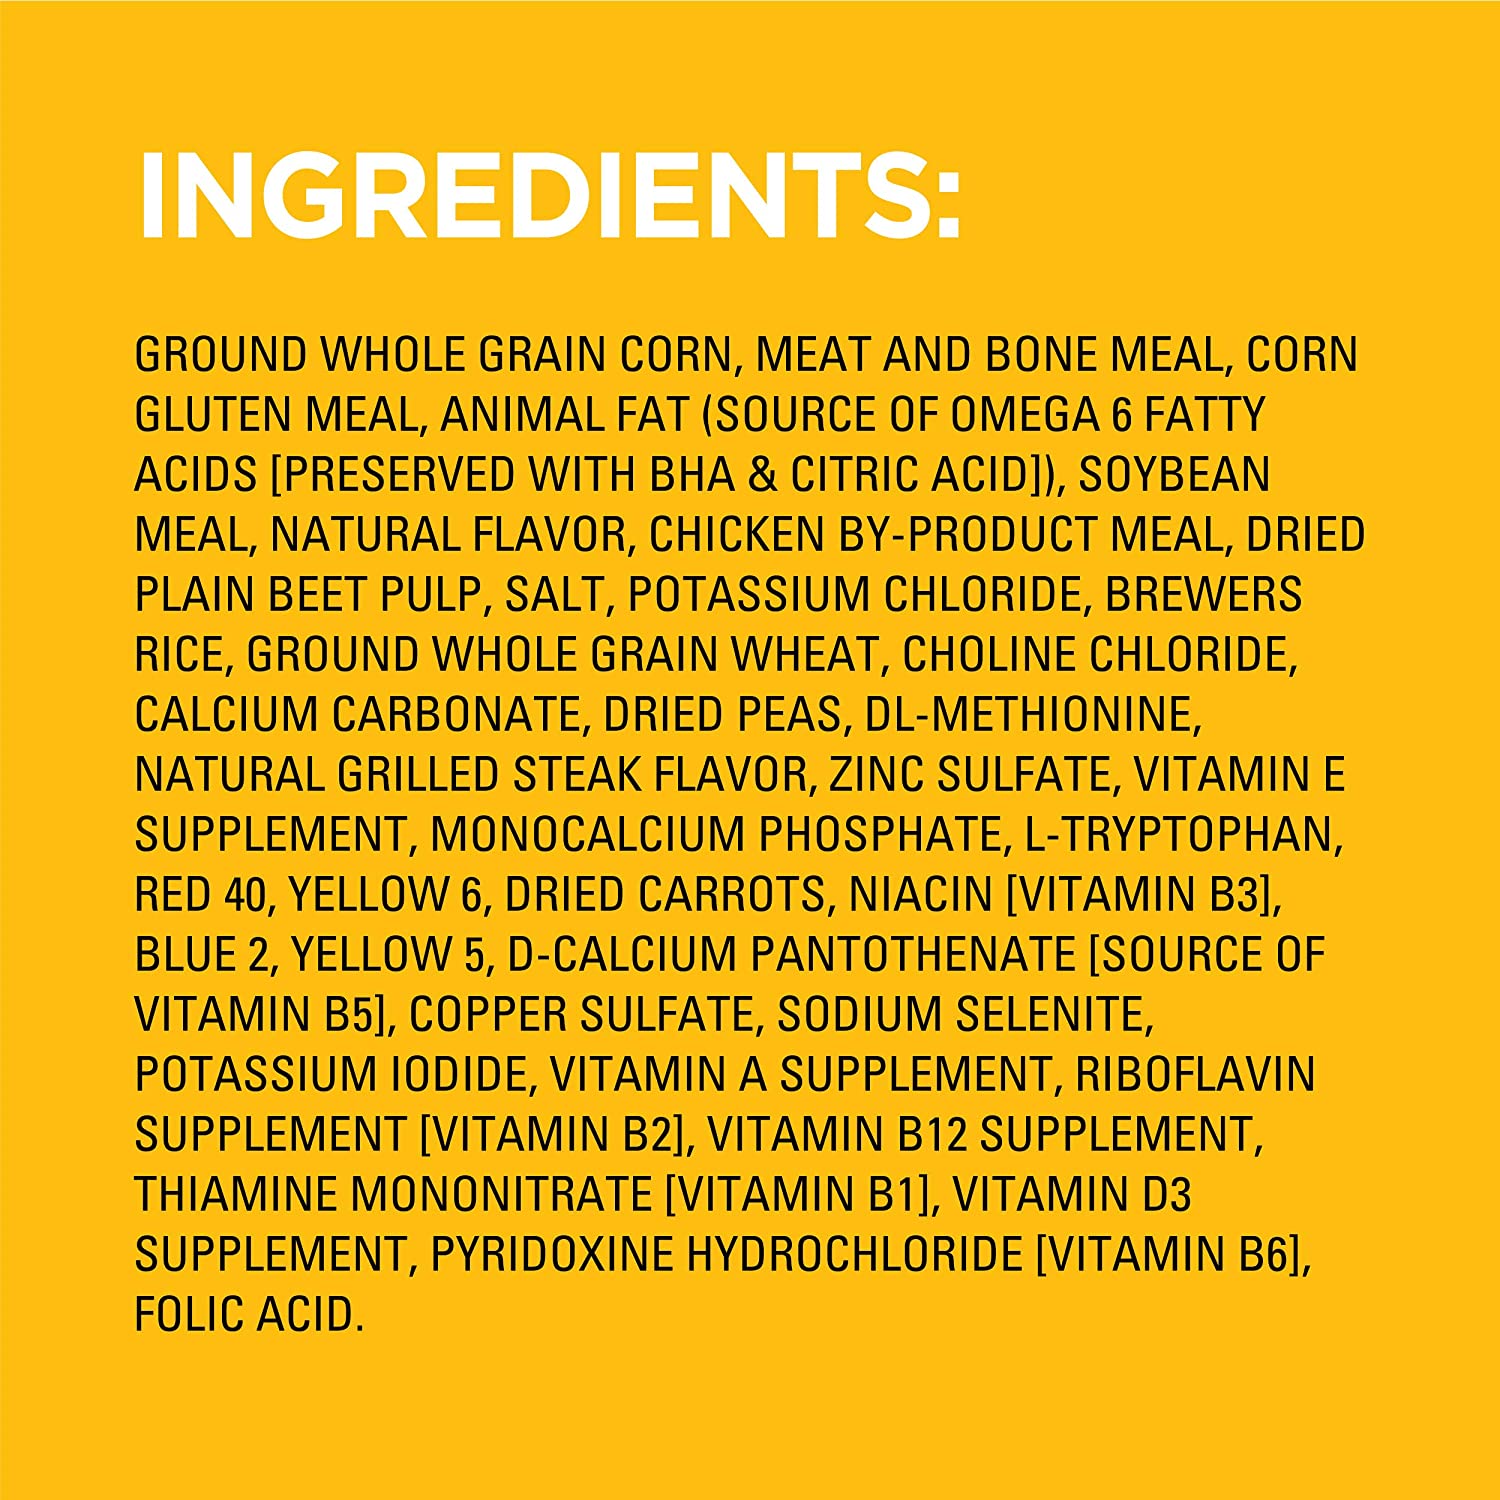 INGREDIENTS:
GROUND WHOLE GRAIN CORN, MEAT AND BONE MEAL, CORN
GLUTEN MEAL, ANIMAL FAT (SOURCE OF OMEGA 6 FATTY
ACIDS [PRESERVED WITH BHA & CITRIC ACID]), SOYBEAN
MEAL, NATURAL FLAVOR, CHICKEN BY-PRODUCT MEAL, DRIED
PLAIN BEET PULP, SALT, POTASSIUM CHLORIDE, BREWERS
RICE, GROUND WHOLE GRAIN WHEAT, CHOLINE CHLORIDE,
CALCIUM CARBONATE, DRIED PEAS, DL-METHIONINE,
NATURAL GRILLED STEAK FLAVOR, ZINC SULFATE, VITAMIN E
SUPPLEMENT, MONOCALCIUM PHOSPHATE, L-TRYPTOPHAN,
RED 40, YELLOW 6, DRIED CARROTS, NIACIN [VITAMIN B3],
BLUE 2, YELLOW 5, D-CALCIUM PANTOTHENATE [SOURCE OF
VITAMIN B5], COPPER SULFATE, SODIUM SELENITE,
POTASSIUM IODIDE, VITAMIN A SUPPLEMENT, RIBOFLAVIN
SUPPLEMENT [VITAMIN B2], VITAMIN B12 SUPPLEMENT,
THIAMINE MONONITRATE [VITAMIN B1], VITAMIN D3
SUPPLEMENT, PYRIDOXINE HYDROCHLORIDE [VITAMIN B6],
FOLIC ACID.